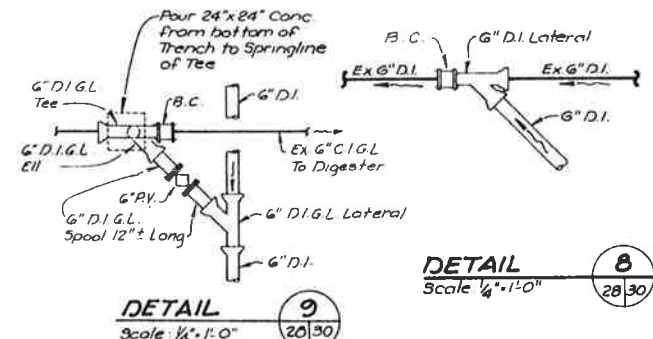 Pour 24"x24" Conc.
from bottom of
Trench to Springline
of Tee
6" D.I.G.L.
Tee
B.C.
6" D.I.
6" D.I.G.L
Ell
Ex. 6" C.I.G.L
To Digester
6" P.V.
6" D.I.G.L.
Spool 12"± Long
6" D.I.G.L Lateral
6" D.I.
DETAIL
9
Scale: 1/4"=1'-0"
28 30
B.C.
6" D.I. Lateral
Ex. 6" D.I.
Ex. 6" D.I.
6" D.I.
DETAIL
8
Scale 1/4"=1'-0"
28 30